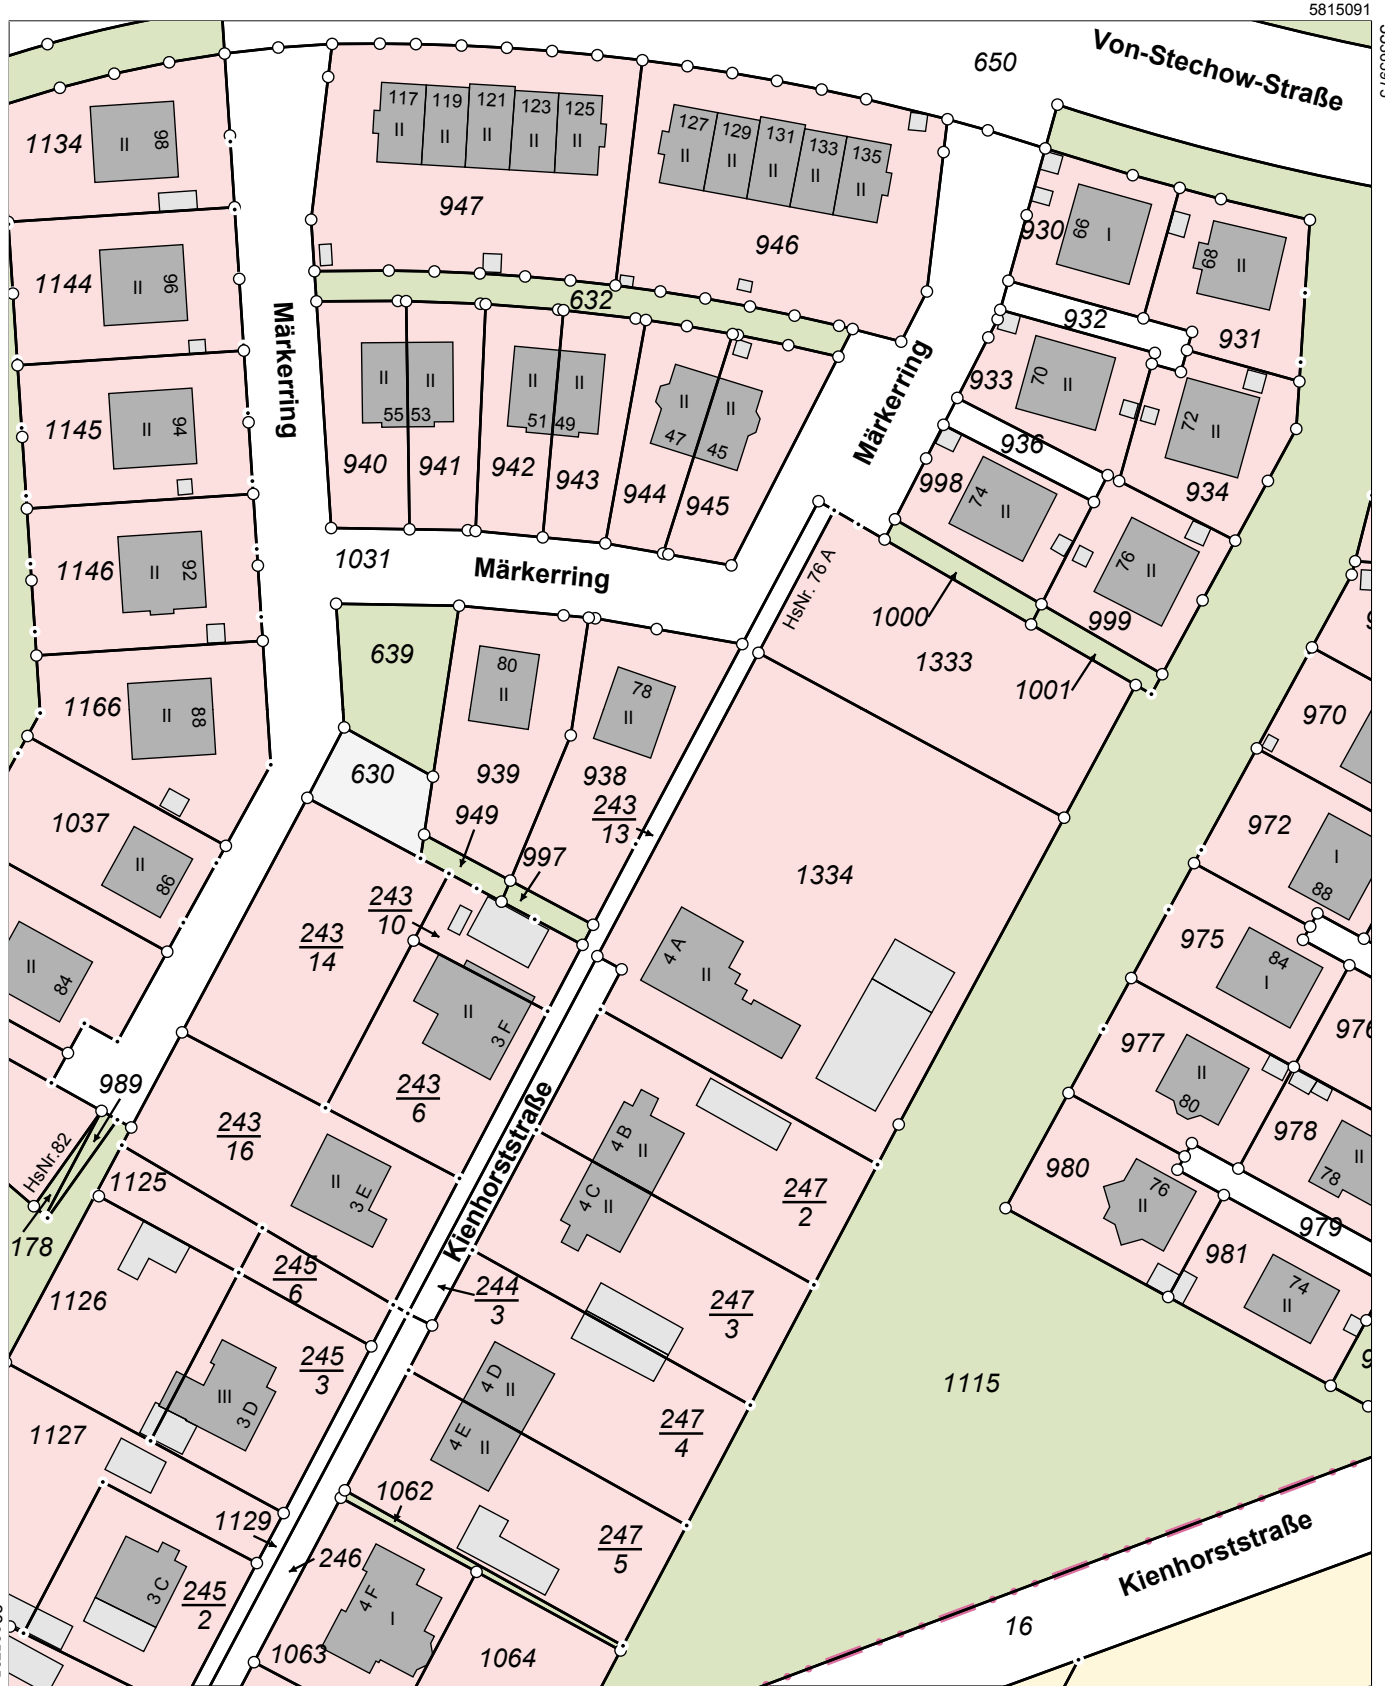 5815091
650
Von-Stechow-Straße
1134
II
98
117
119
121
123
125
II
II
II
II
II
947
127
129
131
133
135
II
II
II
II
II
946
930
66
I
68
II
931
632
932
1144
II
96
Märkerring
1145
II
94
II
II
55
53
II
II
51
49
II
II
47
45
940
941
942
943
944
945
Märkerring
933
70
II
72
II
934
936
998
74
II
76
II
999
1146
II
92
1031
Märkerring
HsNr. 76 A
1000
1333
1001
639
80
II
78
II
1166
II
88
630
939
938
970
1037
II
86
949
243
13
997
1334
972
I
88
243
10
243
14
II
84
4 A
II
975
84
I
976
II
3 F
989
243
6
977
II
80
243
16
HsNr.82
4 B
II
4 C
II
978
II
78
1125
II
3 E
247
2
980
76
II
979
178
Kienhorststraße
981
74
II
1126
245
6
244
3
247
3
245
3
III
3 D
4 D
II
4 E
II
1115
1127
247
4
1062
1129
246
247
5
Kienhorststraße
3 C
245
2
4 F
I
16
1063
1064